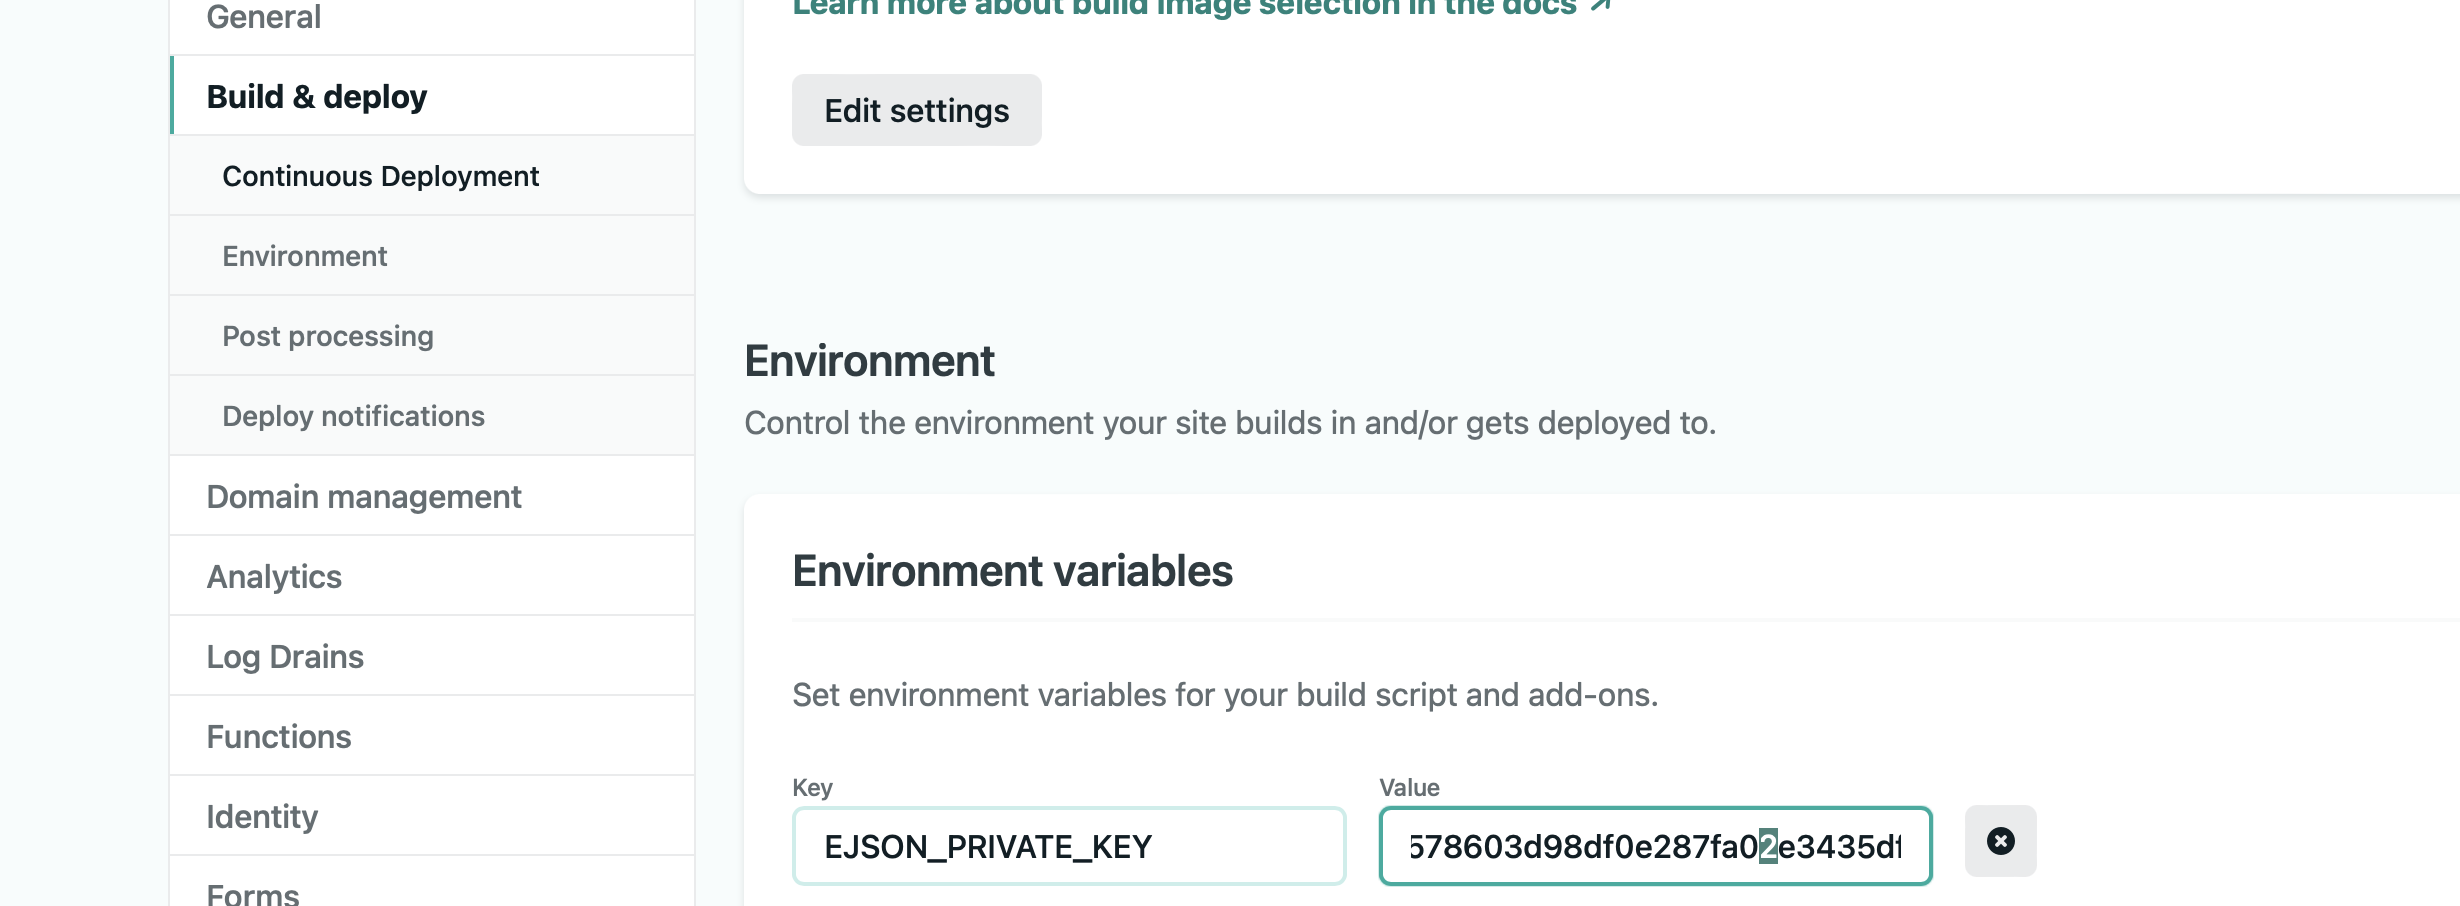 General
Build & deploy
Continuous Deployment
Environment
Post processing
Deploy notifications
Domain management
Analytics
Log Drains
Functions
Identity
Forms
Learn more about build image selection in the docs ↗
Edit settings
Environment
Control the environment your site builds in and/or gets deployed to.
Environment variables
Set environment variables for your build script and add-ons.
Key
Value
EJSON_PRIVATE_KEY
578603d98df0e287fa02e3435df